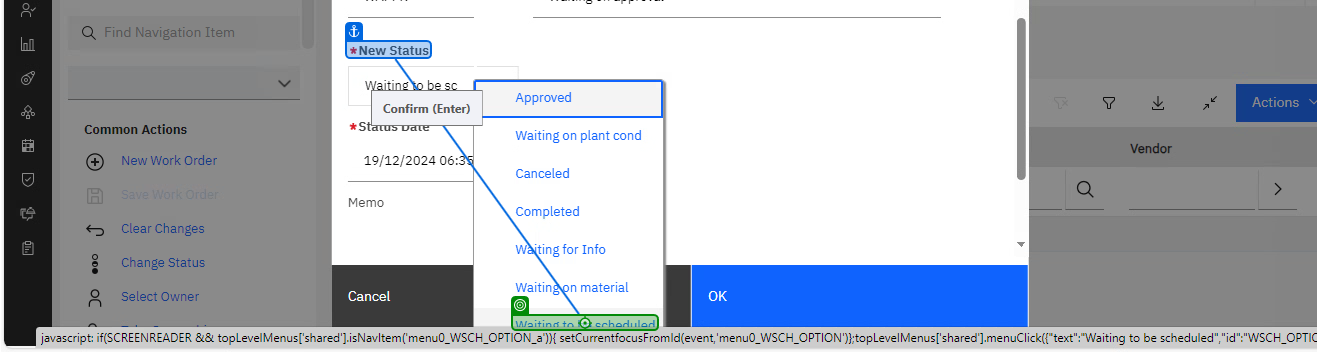 Waiting on approval
Find Navigation Item
*New Status
Waiting to be sc
Confirm (Enter)
*Status Date
19/12/2024 06:35
Memo
Approved
Waiting on plant cond
Canceled
Completed
Waiting for Info
Waiting on material
Waiting to be scheduled
Common Actions
New Work Order
Save Work Order
Clear Changes
Change Status
Select Owner
Cancel
OK
Actions
Vendor
javascript: if(SCREENREADER && topLevelMenus['shared'].isNavItem('menu0_WSCH_OPTION_a')){ setCurrentfocusFromId(event,'menu0_WSCH_OPTION')};topLevelMenus['shared'].menuClick({"text":"Waiting to be scheduled","id":"WSCH_OPTIO